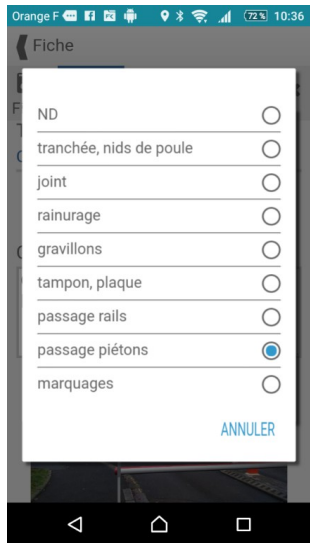 Orange F 72% 10:36
Fiche
ND
tranchée, nids de poule
joint
rainurage
gravillons
tampon, plaque
passage rails
passage piétons
marquages
ANNULER